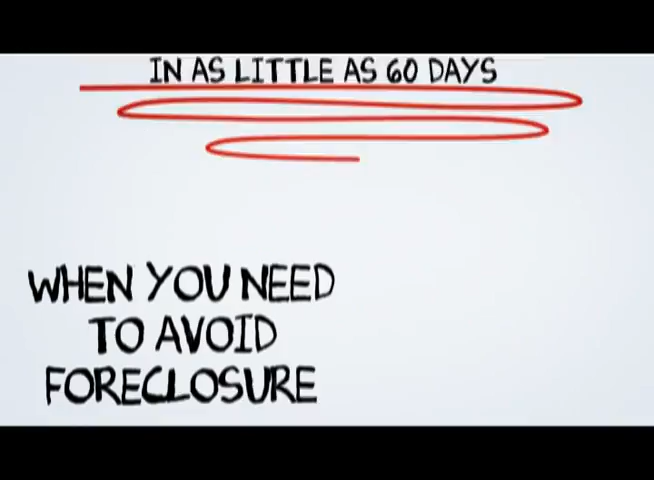 IN AS LITTLE AS 60 DAYS
WHEN YOU NEED
TO AVOID
FORECLOSURE